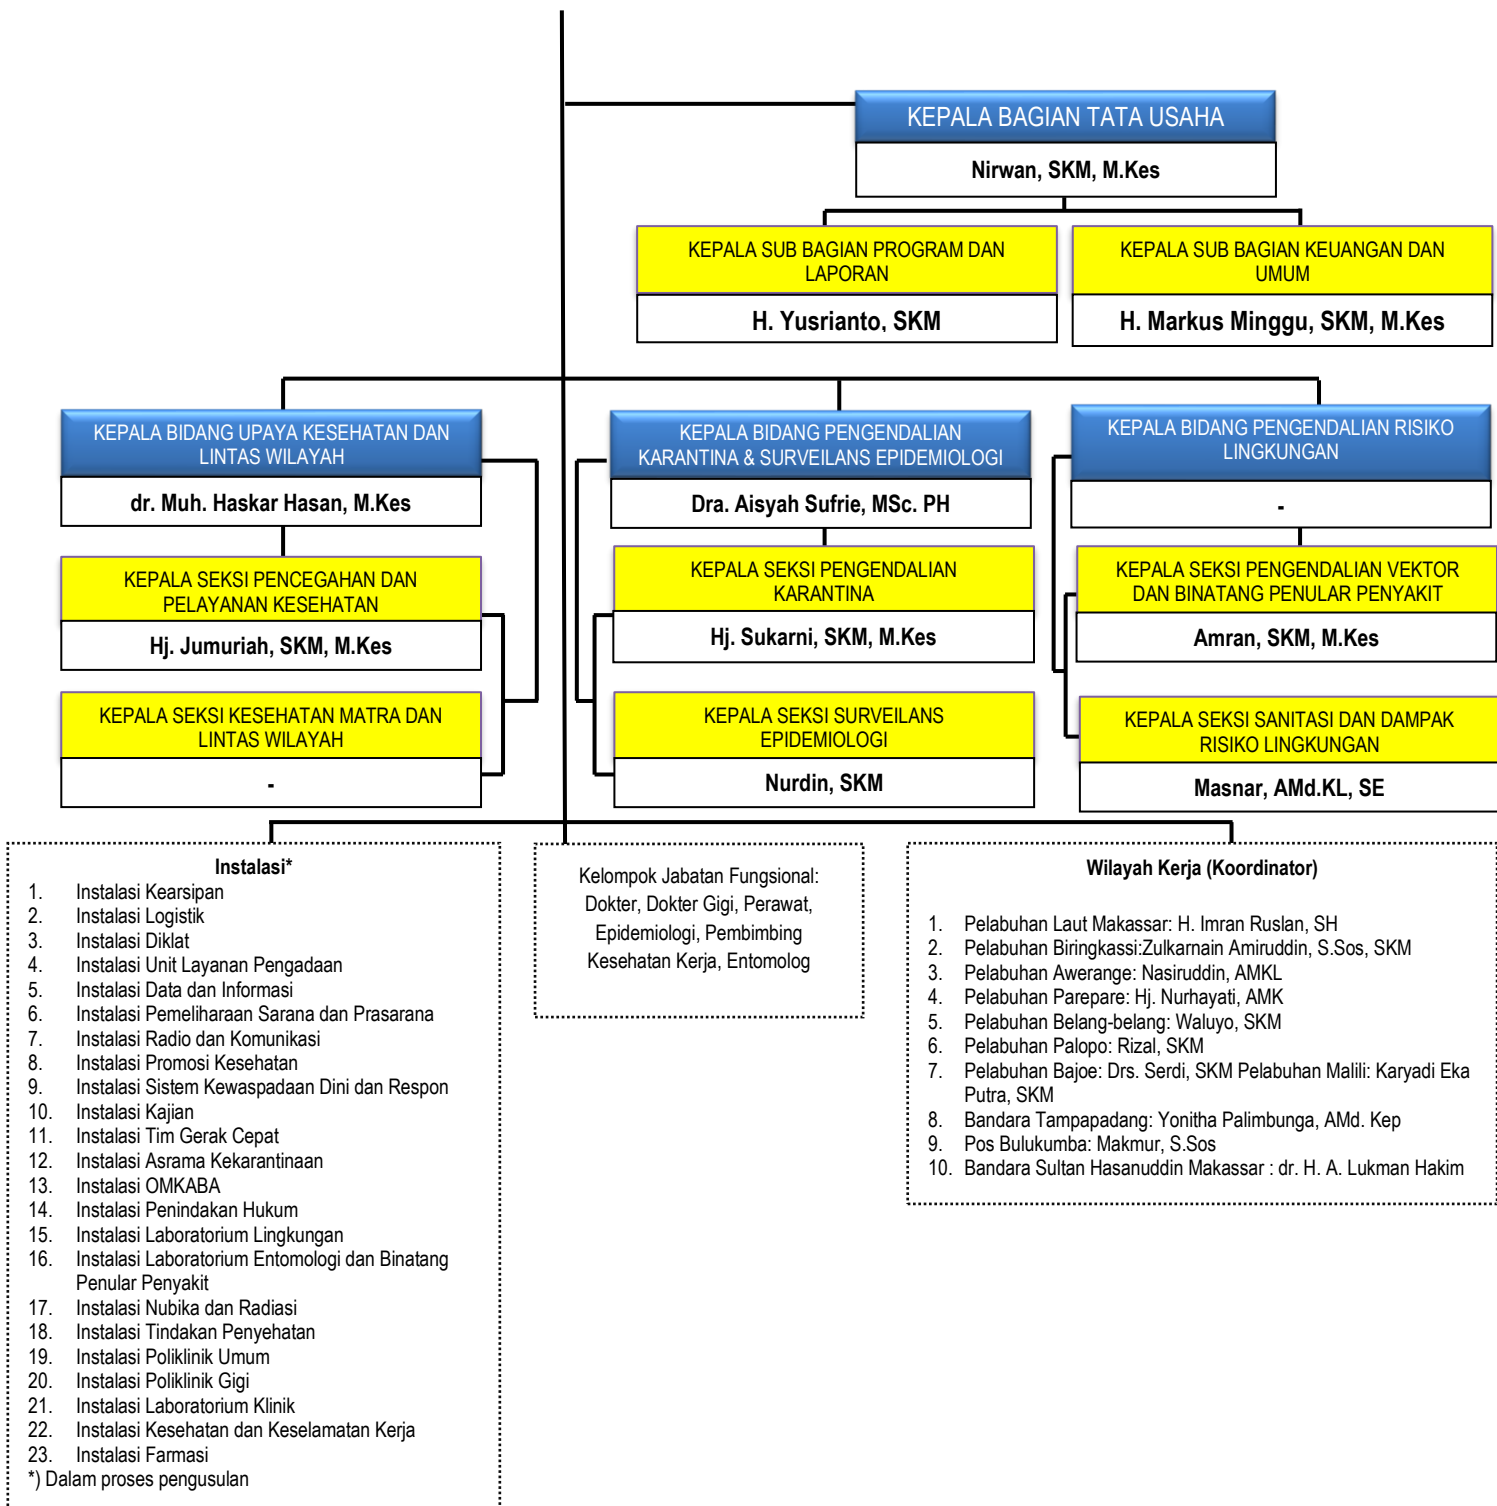 KEPALA BAGIAN TATA USAHA
Nirwan, SKM, M.Kes
KEPALA SUB BAGIAN PROGRAM DAN
LAPORAN
H. Yusrianto, SKM
KEPALA SUB BAGIAN KEUANGAN DAN
UMUM
H. Markus Minggu, SKM, M.Kes
KEPALA BIDANG UPAYA KESEHATAN DAN
LINTAS WILAYAH
dr. Muh. Haskar Hasan, M.Kes
KEPALA SEKSI PENCEGAHAN DAN
PELAYANAN KESEHATAN
Hj. Jumuriah, SKM, M.Kes
KEPALA SEKSI KESEHATAN MATRA DAN
LINTAS WILAYAH
-
KEPALA BIDANG PENGENDALIAN
KARANTINA & SURVEILANS EPIDEMIOLOGI
Dra. Aisyah Sufrie, MSc. PH
KEPALA SEKSI PENGENDALIAN
KARANTINA
Hj. Sukarni, SKM, M.Kes
KEPALA SEKSI SURVEILANS
EPIDEMIOLOGI
Nurdin, SKM
KEPALA BIDANG PENGENDALIAN RISIKO
LINGKUNGAN
-
KEPALA SEKSI PENGENDALIAN VEKTOR
DAN BINATANG PENULAR PENYAKIT
Amran, SKM, M.Kes
KEPALA SEKSI SANITASI DAN DAMPAK
RISIKO LINGKUNGAN
Masnar, AMd.KL, SE
Instalasi*
1. Instalasi Kearsipan
2. Instalasi Logistik
3. Instalasi Diklat
4. Instalasi Unit Layanan Pengadaan
5. Instalasi Data dan Informasi
6. Instalasi Pemeliharaan Sarana dan Prasarana
7. Instalasi Radio dan Komunikasi
8. Instalasi Promosi Kesehatan
9. Instalasi Sistem Kewaspadaan Dini dan Respon
10. Instalasi Kajian
11. Instalasi Tim Gerak Cepat
12. Instalasi Asrama Kekarantinaan
13. Instalasi OMKABA
14. Instalasi Penindakan Hukum
15. Instalasi Laboratorium Lingkungan
16. Instalasi Laboratorium Entomologi dan Binatang
Penular Penyakit
17. Instalasi Nubika dan Radiasi
18. Instalasi Tindakan Penyehatan
19. Instalasi Poliklinik Umum
20. Instalasi Poliklinik Gigi
21. Instalasi Laboratorium Klinik
22. Instalasi Kesehatan dan Keselamatan Kerja
23. Instalasi Farmasi
*) Dalam proses pengusulan
Kelompok Jabatan Fungsional:
Dokter, Dokter Gigi, Perawat,
Epidemiologi, Pembimbing
Kesehatan Kerja, Entomolog
Wilayah Kerja (Koordinator)
1. Pelabuhan Laut Makassar: H. Imran Ruslan, SH
2. Pelabuhan Biringkassi:Zulkarnain Amiruddin, S.Sos, SKM
3. Pelabuhan Awerange: Nasiruddin, AMKL
4. Pelabuhan Parepare: Hj. Nurhayati, AMK
5. Pelabuhan Belang-belang: Waluyo, SKM
6. Pelabuhan Palopo: Rizal, SKM
7. Pelabuhan Bajoe: Drs. Serdi, SKM Pelabuhan Malili: Karyadi Eka
Putra, SKM
8. Bandara Tampapadang: Yonitha Palimbunga, AMd. Kep
9. Pos Bulukumba: Makmur, S.Sos
10. Bandara Sultan Hasanuddin Makassar : dr. H. A. Lukman Hakim